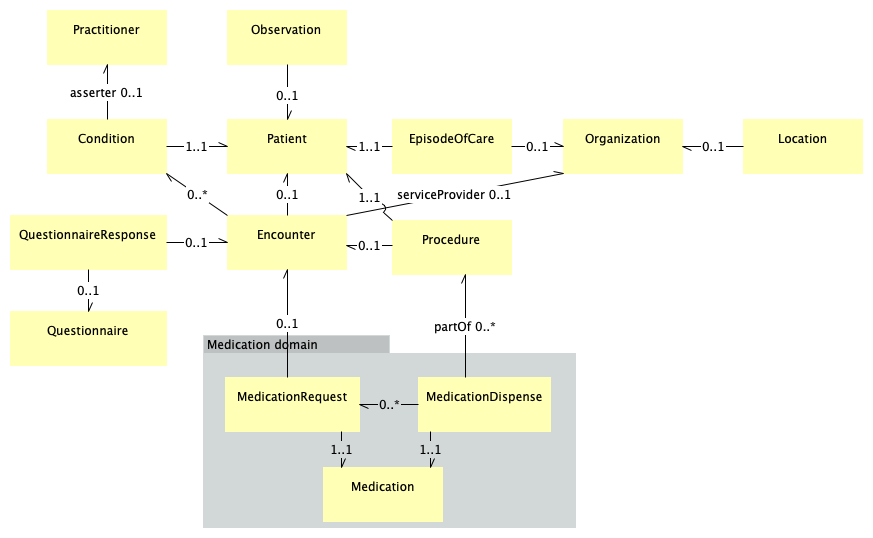 Practitioner
Observation
asserter 0..1
0..1
Condition
1..1
Patient
1..1
EpisodeOfCare
0..1
Organization
0..1
Location
0..*
0..1
1..1
serviceProvider 0..1
QuestionnaireResponse
0..1
Encounter
0..1
Procedure
0..1
Questionnaire
0..1
partOf 0..*
Medication domain
MedicationRequest
0..*
MedicationDispense
1..1
1..1
Medication